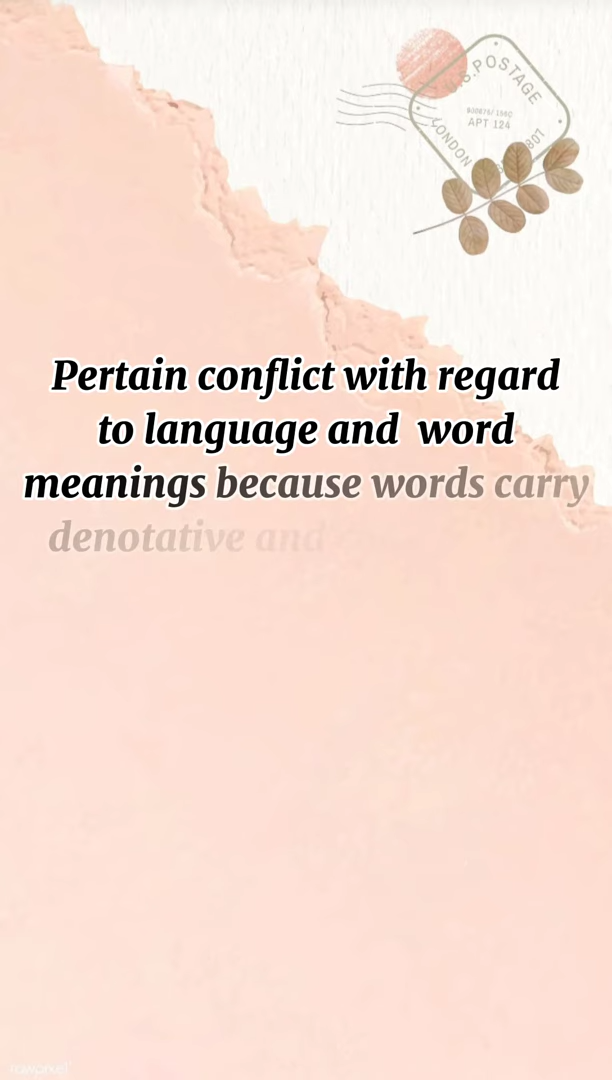 U.S. POSTAGE
APT 124
LONDON
Pertain conflict with regard
to language and  word
meanings because words carry
denotative and
rawpixel